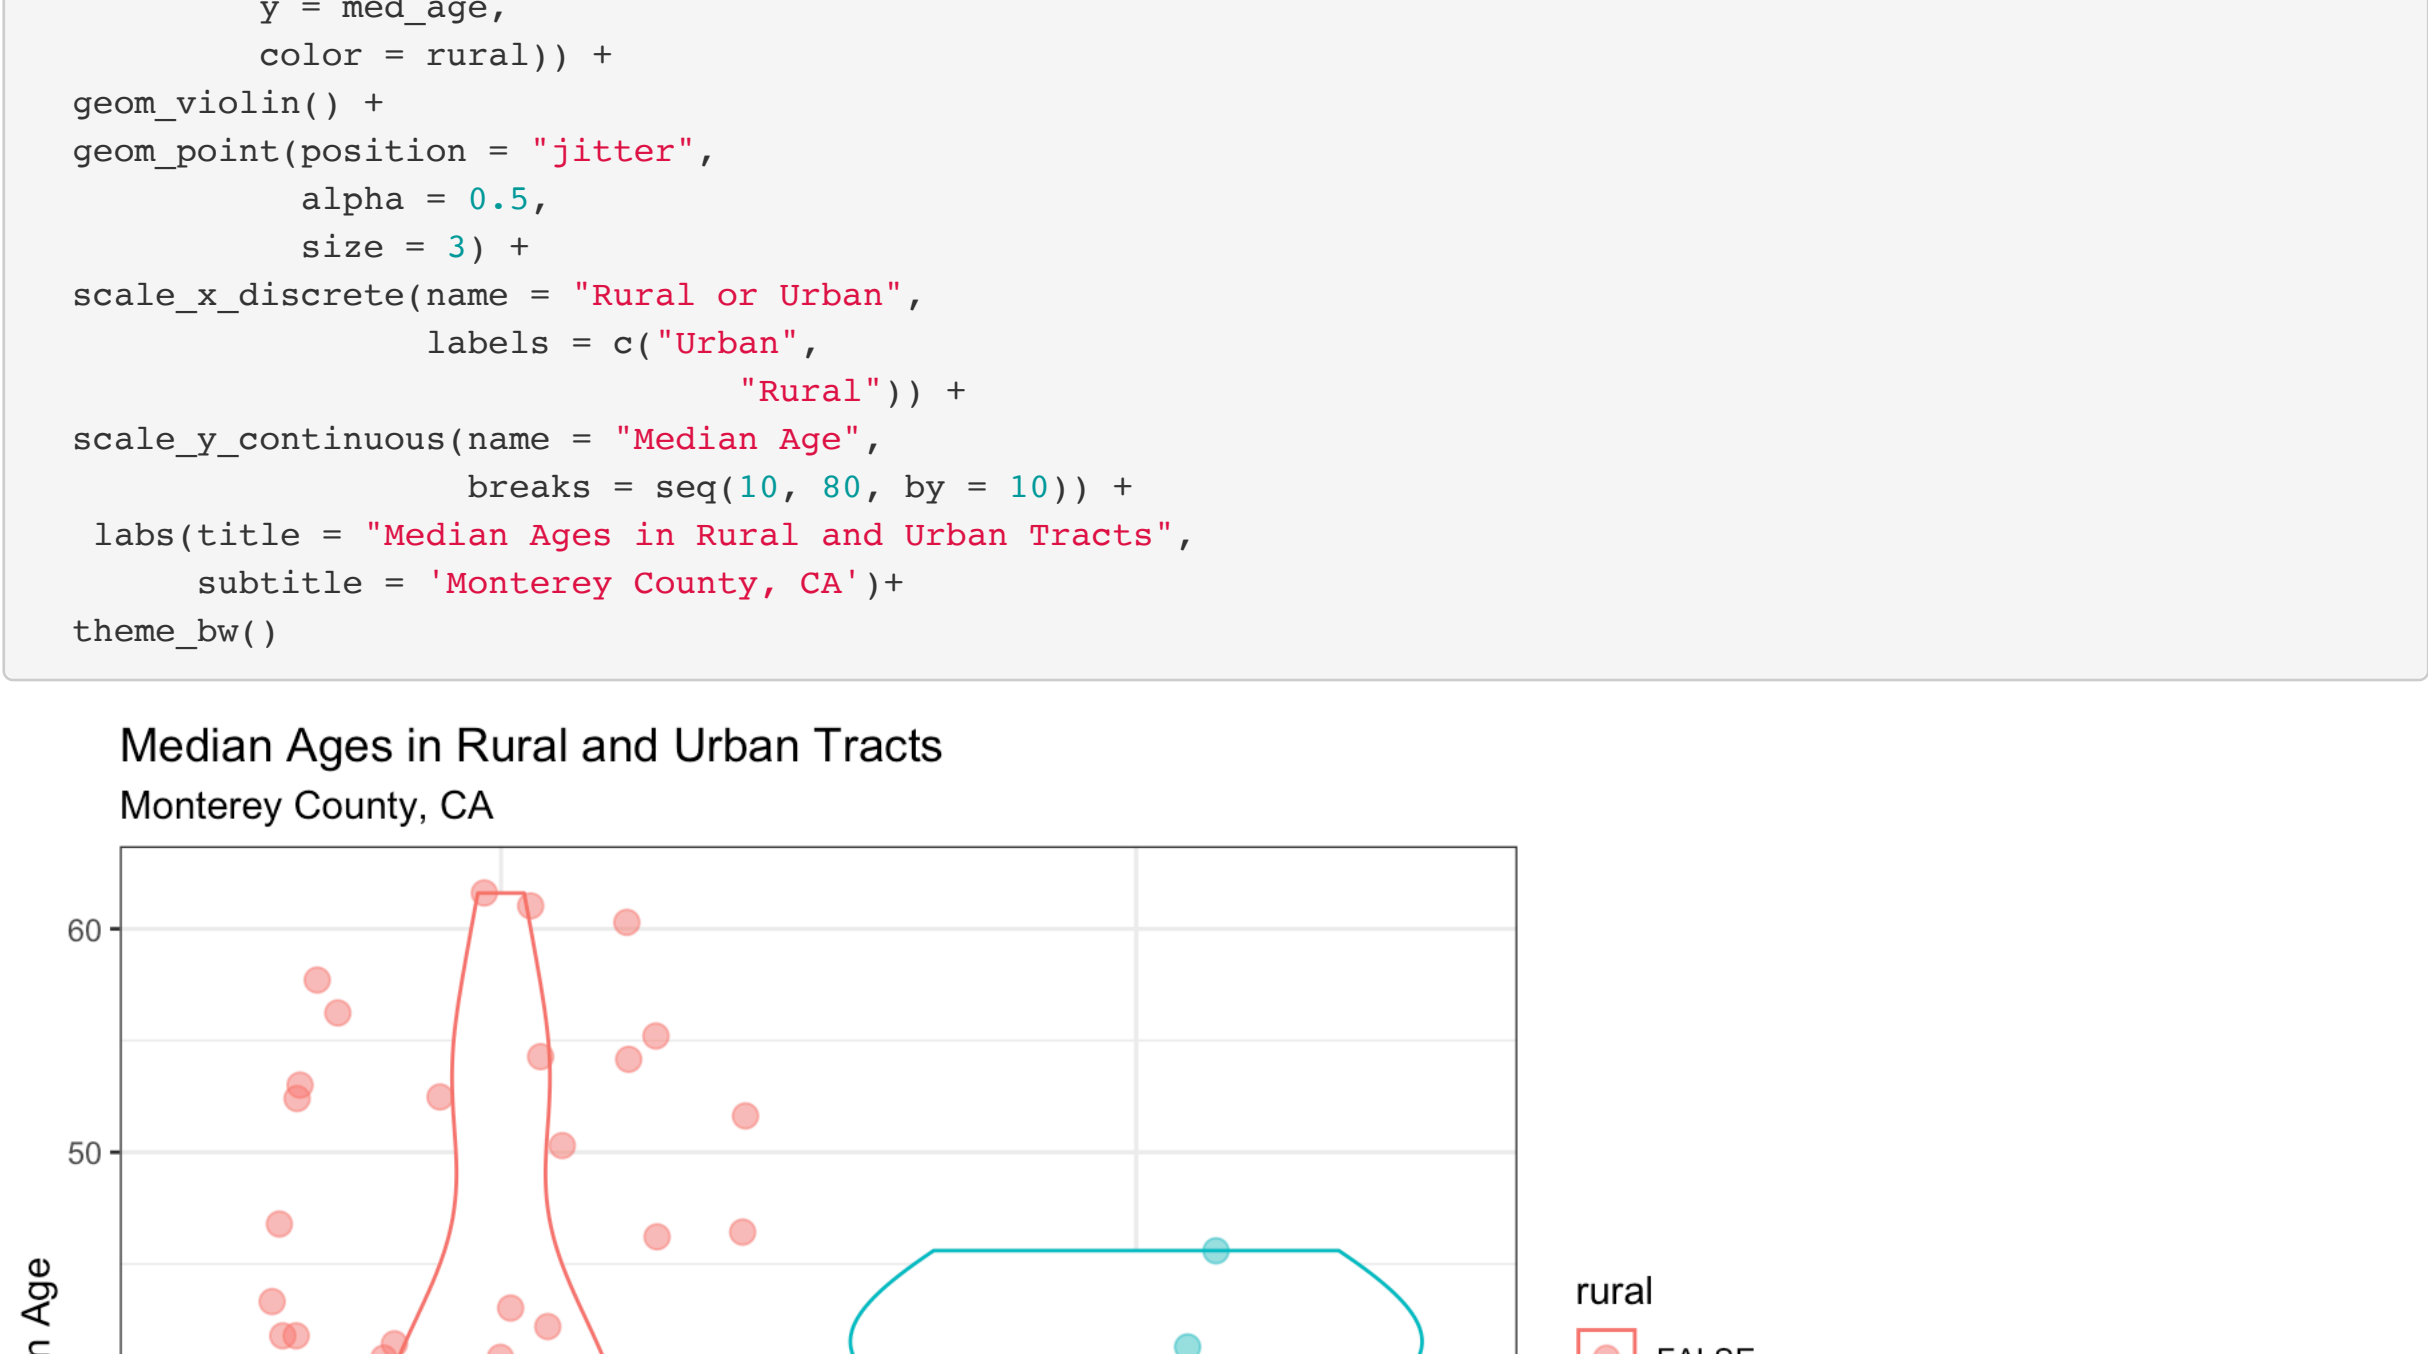 y = med_age,
color = rural)) +
geom_violin() +
geom_point(position = "jitter",
alpha = 0.5,
size = 3) +
scale_x_discrete(name = "Rural or Urban",
labels = c("Urban",
"Rural")) +
scale_y_continuous(name = "Median Age",
breaks = seq(10, 80, by = 10)) +
labs(title = "Median Ages in Rural and Urban Tracts",
subtitle = 'Monterey County, CA')+
theme_bw()
Median Ages in Rural and Urban Tracts
Monterey County, CA
60
50
Age
rural
FALSE